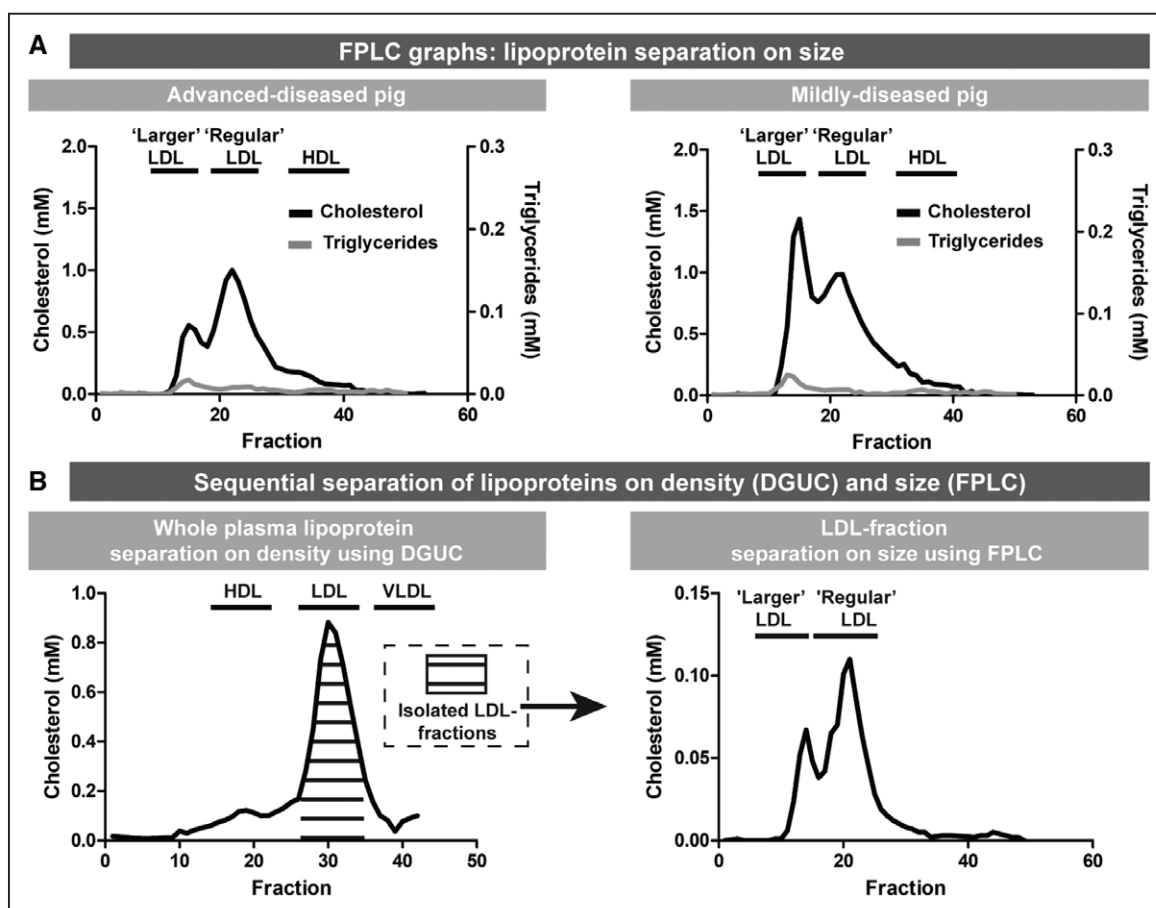 A
FPLC graphs: lipoprotein separation on size
Advanced-diseased pig
'Larger' 'Regular'
LDL LDL HDL
2.0
1.5
1.0
0.5
0.0
Cholesterol (mM)
0.3
0.2
0.1
0.0
Triglycerides (mM)
Cholesterol
Triglycerides
0 20 40 60
Fraction
Mildly-diseased pig
'Larger' 'Regular'
LDL LDL HDL
2.0
1.5
1.0
0.5
0.0
Cholesterol (mM)
0.3
0.2
0.1
0.0
Triglycerides (mM)
Cholesterol
Triglycerides
0 20 40 60
Fraction
B
Sequential separation of lipoproteins on density (DGUC) and size (FPLC)
Whole plasma lipoprotein
separation on density using DGUC
HDL LDL VLDL
1.0
0.8
0.6
0.4
0.2
0.0
Cholesterol (mM)
0 10 20 30 40 50
Fraction
Isolated LDL-
fractions
LDL-fraction
separation on size using FPLC
'Larger' 'Regular'
LDL LDL
0.15
0.10
0.05
0.00
Cholesterol (mM)
0 20 40 60
Fraction